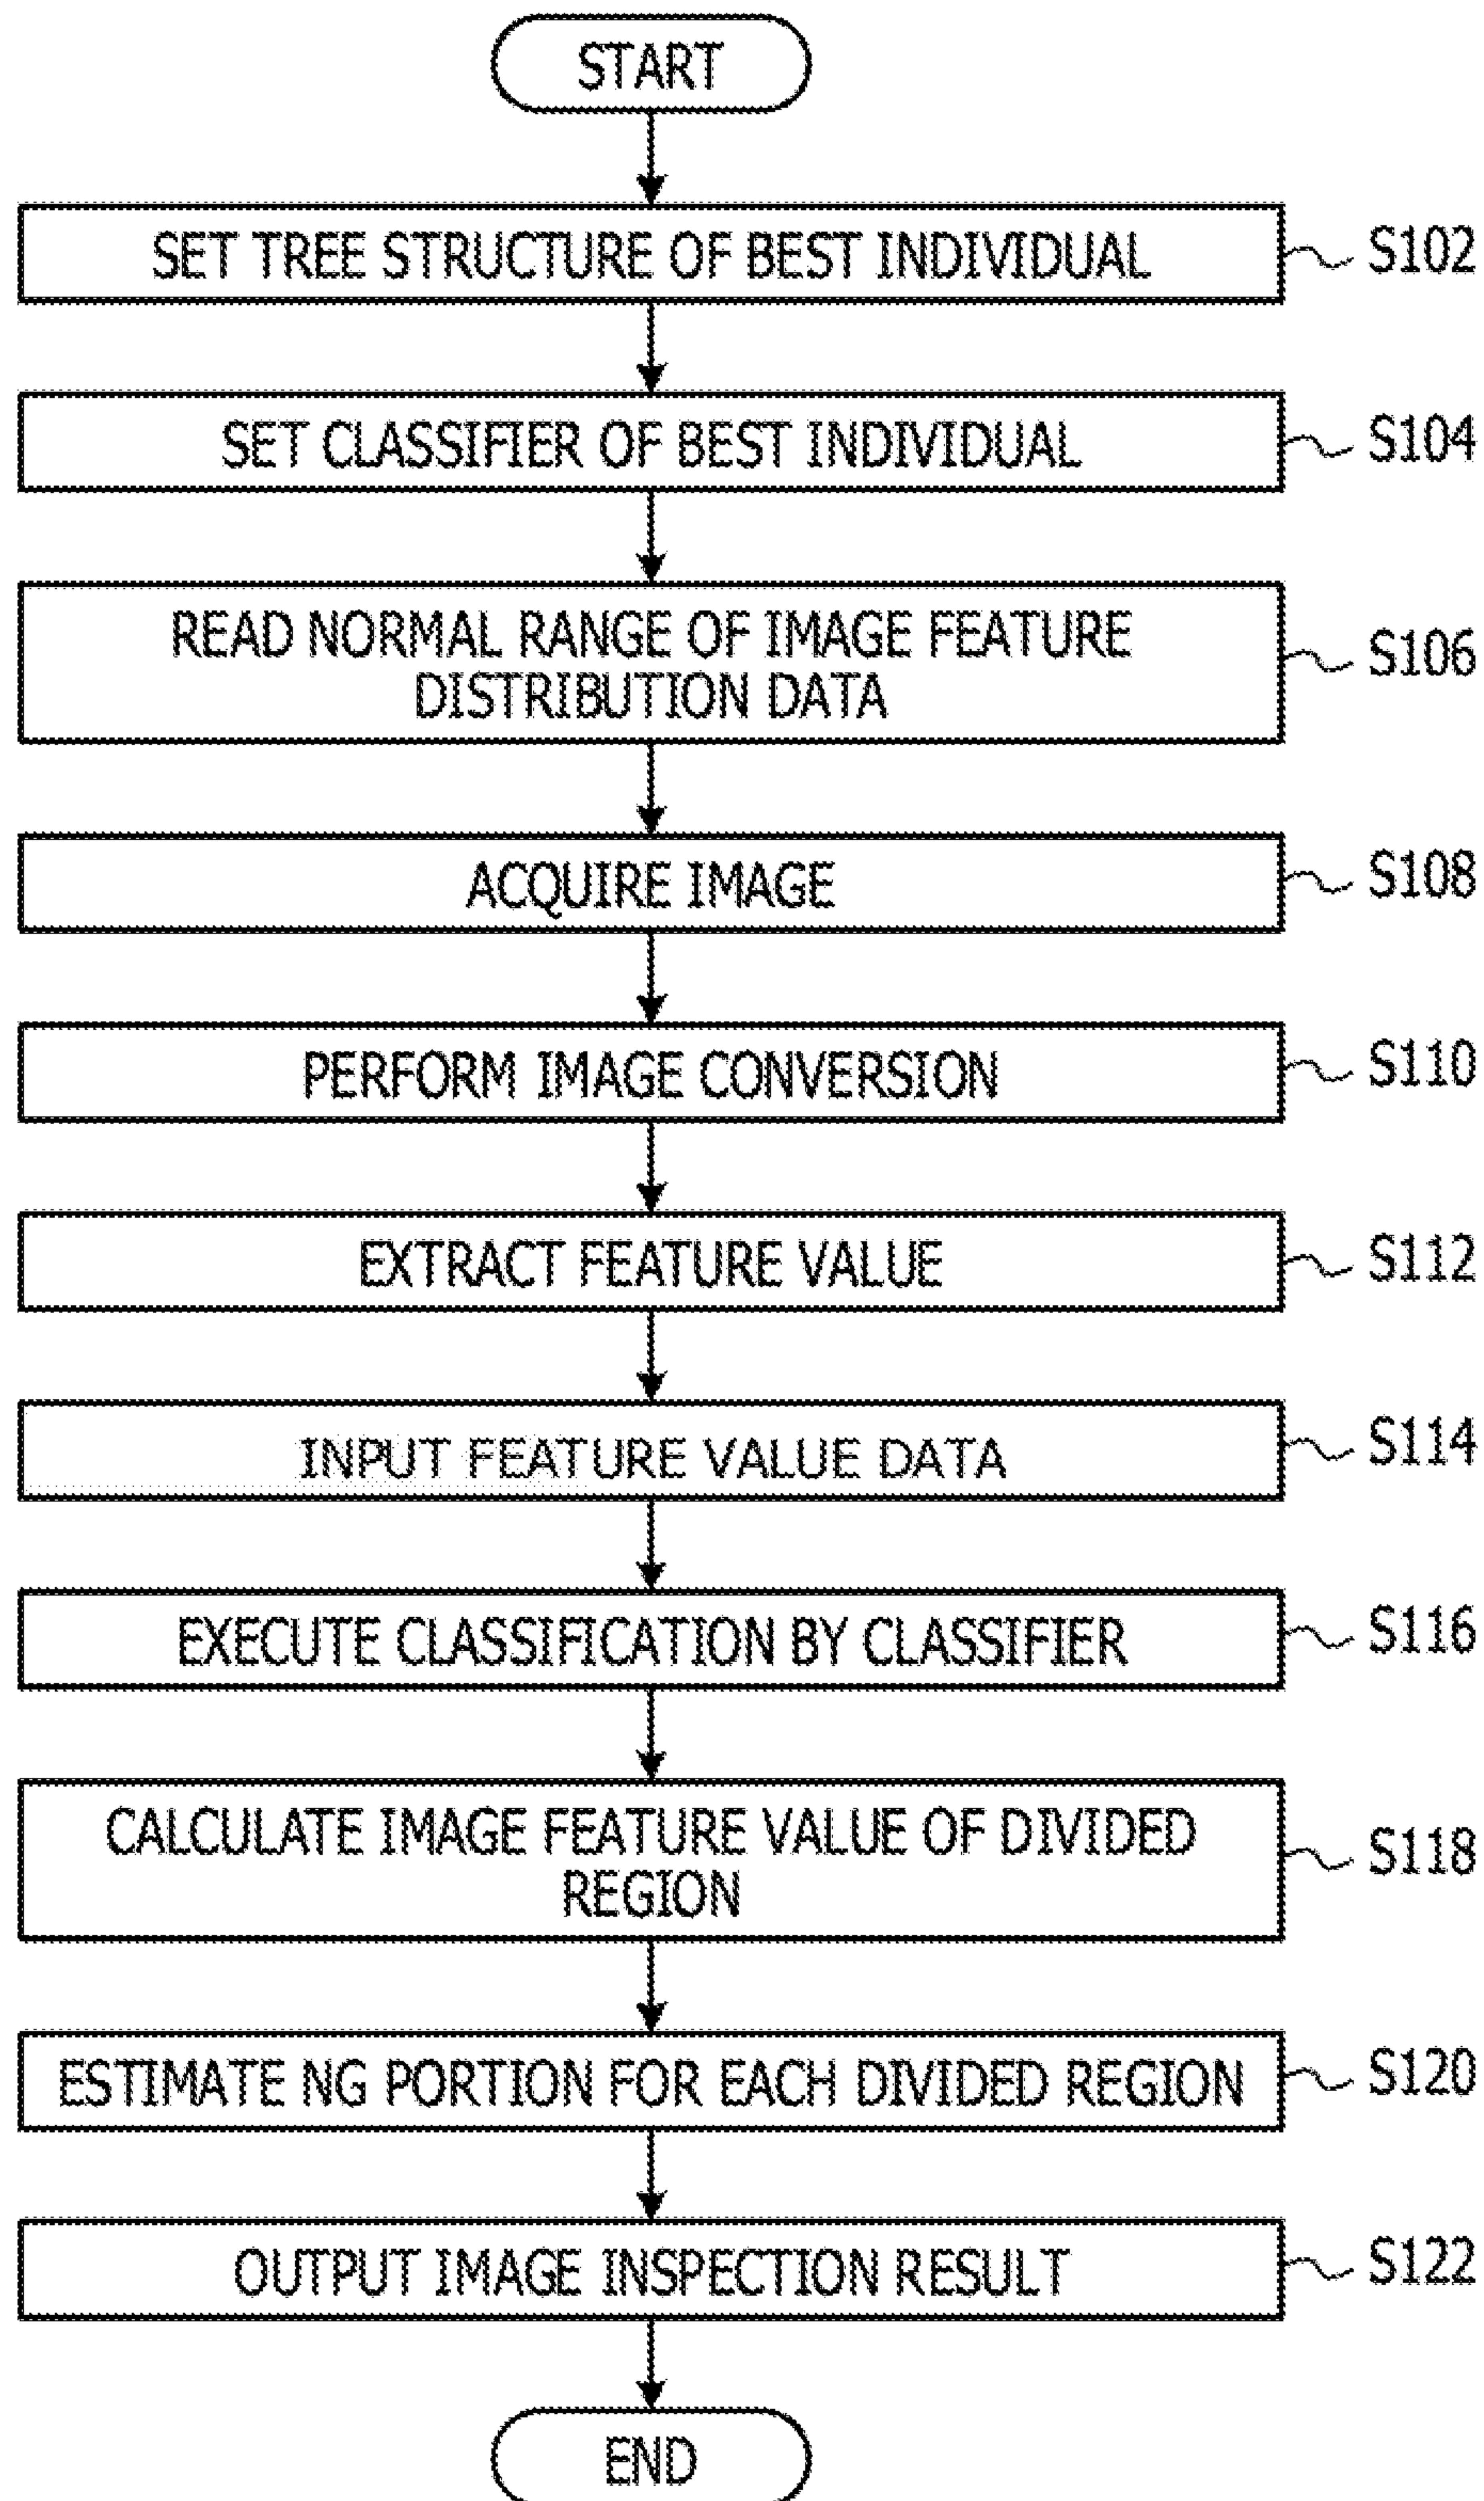 START
SET TREE STRUCTURE OF BEST INDIVIDUAL
S102
SET CLASSIFIER OF BEST INDIVIDUAL
S104
READ NORMAL RANGE OF IMAGE FEATURE
DISTRIBUTION DATA
S106
ACQUIRE IMAGE
S108
PERFORM IMAGE CONVERSION
S110
EXTRACT FEATURE VALUE
S112
INPUT FEATURE VALUE DATA
S114
EXECUTE CLASSIFICATION BY CLASSIFIER
S116
CALCULATE IMAGE FEATURE VALUE OF DIVIDED
REGION
S118
ESTIMATE NG PORTION FOR EACH DIVIDED REGION
S120
OUTPUT IMAGE INSPECTION RESULT
S122
END